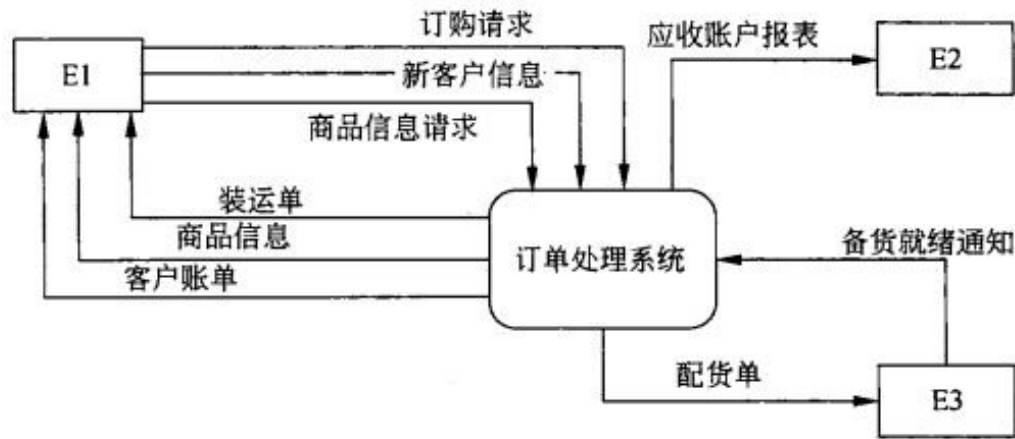 订购请求
应收账户报表
E1
新客户信息
E2
商品信息请求
装运单
商品信息
订单处理系统
备货就绪通知
客户账单
配货单
E3